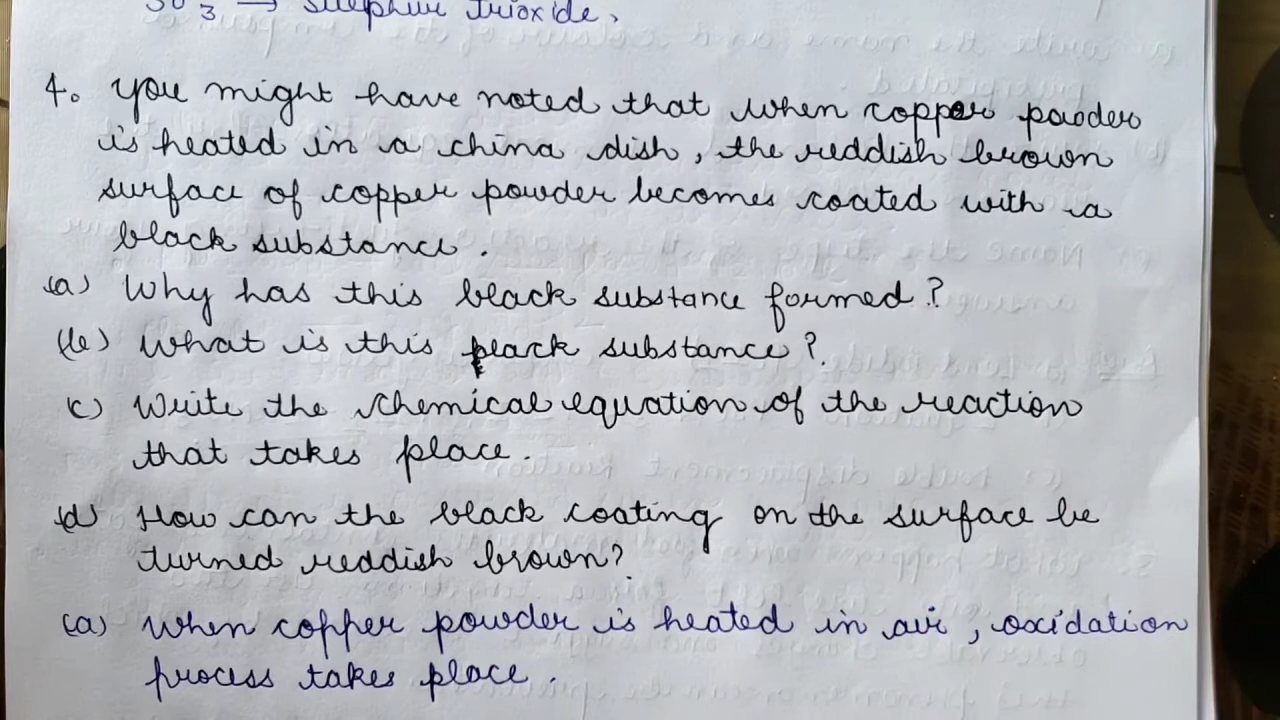 SO3 → sulphur trioxide.
4. You might have noted that when copper powder
is heated in a china dish, the reddish brown
surface of copper powder becomes coated with a
black substance.
(a) Why has this black substance formed?
(b) What is this black substance?
(c) Write the chemical equation of the reaction
that takes place.
(d) How can the black coating on the surface be
turned reddish brown?
(a) When copper powder is heated in air, oxidation
process takes place.